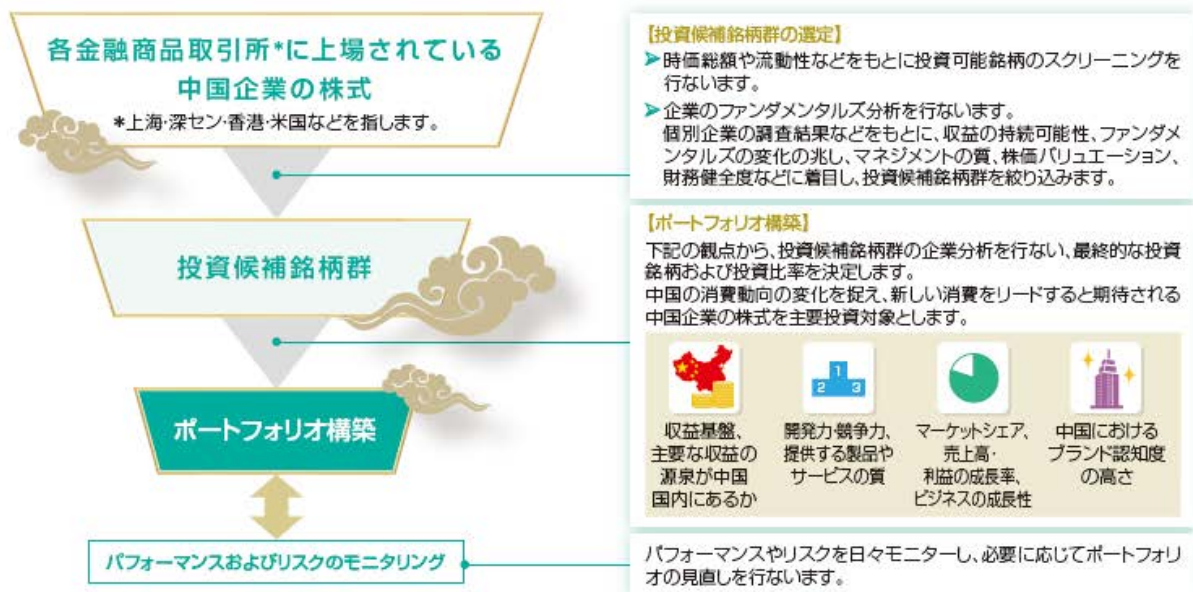 各金融商品取引所*に上場されている
中国企業の株式
*上海・深セン・香港・米国などを指します。
【投資候補銘柄群の選定】
➤時価総額や流動性などをもとに投資可能銘柄のスクリーニングを
行ないます。
➤企業のファンダメンタルズ分析を行ないます。
個別企業の調査結果などをもとに、収益の持続可能性、ファンダメ
ンタルズの変化の兆し、マネジメントの質、株価バリュエーション、
財務健全度などに着目し、投資候補銘柄群を絞り込みます。
投資候補銘柄群
【ポートフォリオ構築】
下記の観点から、投資候補銘柄群の企業分析を行ない、最終的な投資
銘柄および投資比率を決定します。
中国の消費動向の変化を捉え、新しい消費をリードすると期待される
中国企業の株式を主要投資対象とします。
1
2 3
収益基盤、
主要な収益の
源泉が中国
国内にあるか
開発力・競争力、
提供する製品や
サービスの質
マーケットシェア、
売上高・
利益の成長率、
ビジネスの成長性
中国における
ブランド認知度
の高さ
ポートフォリオ構築
パフォーマンスおよびリスクのモニタリング
パフォーマンスやリスクを日々モニターし、必要に応じてポートフォリ
オの見直しを行ないます。